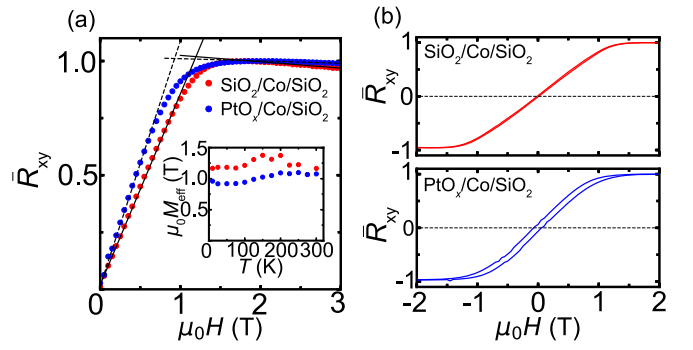 (a)
1.0
0.5
0
R̄xy
SiO2/Co/SiO2
PtOx/Co/SiO2
1.5
1.0
0.5
μ0Meff (T)
0 100 200 300
T (K)
0 1 2 3
μ0H (T)
(b)
SiO2/Co/SiO2
1
0
-1
R̄xy
PtOx/Co/SiO2
1
0
-1
R̄xy
-2 -1 0 1 2
μ0H (T)